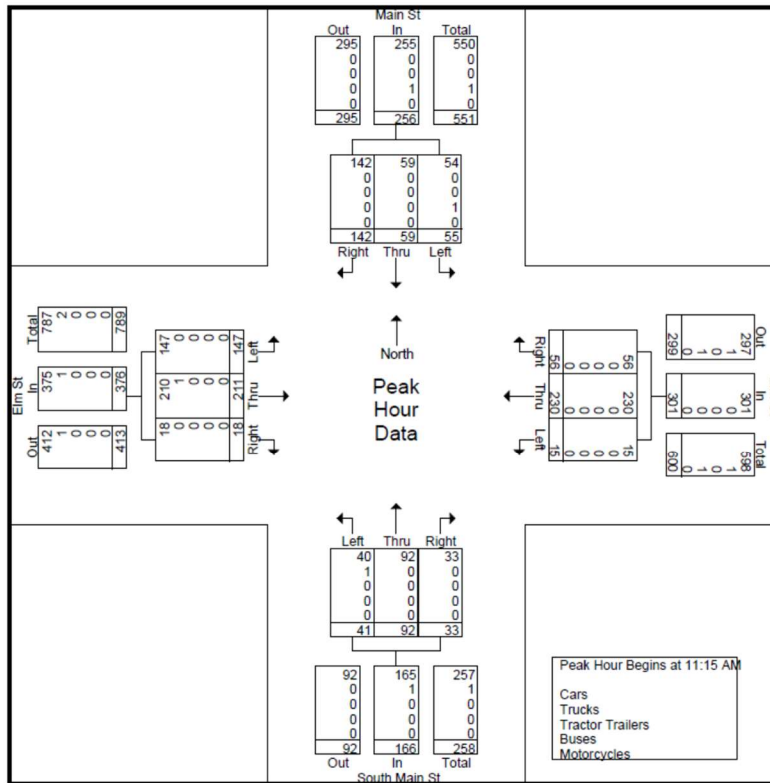 Main St
Out In Total
295 255 550
0 0 0
0 0 0
0 1 1
0 0 0
295 256 551
142 59 54
0 0 0
0 0 0
0 0 1
0 0 0
142 59 55
Right Thru Left
Elm St
Out In Total
412 375 787
1 1 2
0 0 0
0 0 0
0 0 0
413 376 789
Right Thru Left
18 210 147
0 1 0
0 0 0
0 0 0
0 0 0
18 211 147
North
Peak
Hour
Data
Right Thru Left
56 230 15
0 0 0
0 0 0
0 0 0
0 0 0
56 230 15
Out In Total
297 301 598
1 0 1
0 0 0
1 0 1
0 0 0
299 301 600
Left Thru Right
40 92 33
1 0 0
0 0 0
0 0 0
0 0 0
41 92 33
92 165 257
0 1 1
0 0 0
0 0 0
0 0 0
92 166 258
Out In Total
South Main St
Peak Hour Begins at 11:15 AM
Cars
Trucks
Tractor Trailers
Buses
Motorcycles